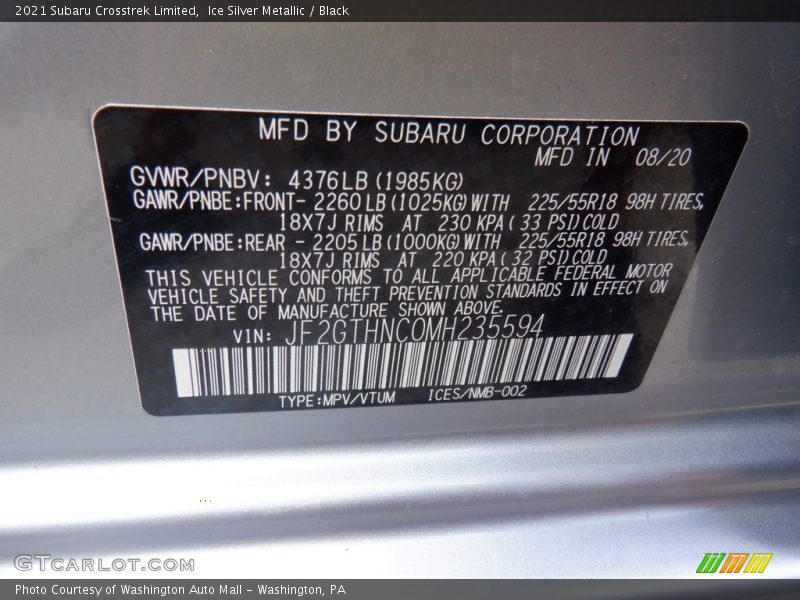 2021 Subaru Crosstrek Limited,  Ice Silver Metallic / Black
MFD BY SUBARU CORPORATION
MFD IN 08/20
GVWR/PNBV: 4376LB (1985KG)
GAWR/PNBE:FRONT- 2260 LB (1025KG) WITH 225/55R18 98H TIRES,
18X7J RIMS AT 230 KPA ( 33 PSI) COLD
GAWR/PNBE:REAR - 2205 LB (1000KG) WITH 225/55R18 98H TIRES,
18X7J RIMS AT 220 KPA ( 32 PSI) COLD
THIS VEHICLE CONFORMS TO ALL APPLICABLE FEDERAL MOTOR
VEHICLE SAFETY AND THEFT PREVENTION STANDARDS IN EFFECT ON
THE DATE OF MANUFACTURE SHOWN ABOVE.
VIN: JF2GTHNC0MH235594
TYPE:MPV/VTUM ICES/NMB-002
GTCARLOT.COM
Photo Courtesy of Washington Auto Mall - Washington, PA